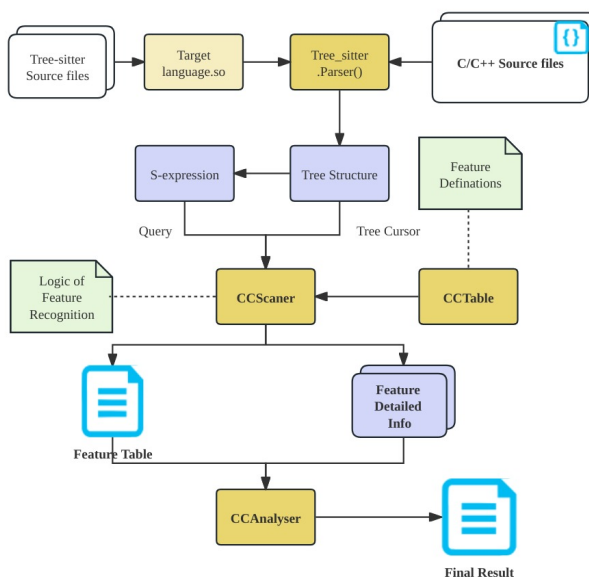 Tree-sitter
Source files
Target
language.so
Tree_sitter
.Parser()
{}
C/C++ Source files
S-expression
Tree Structure
Feature
Definations
Query
Tree Cursor
Logic of
Feature
Recognition
CCScaner
CCTable
Feature Table
Feature
Detailed
Info
CCAnalyser
Final Result